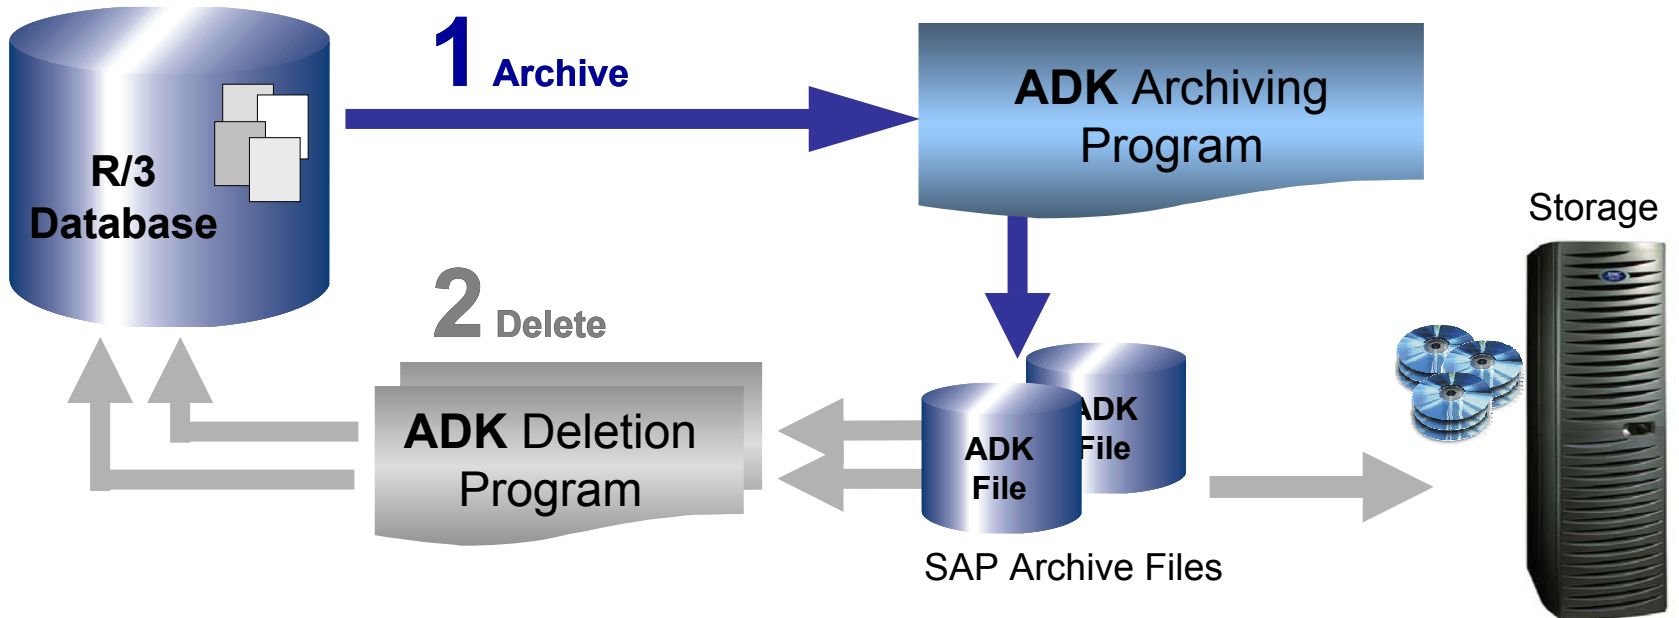 1 Archive
ADK Archiving
Program
R/3
Database
Storage
2 Delete
ADK Deletion
Program
ADK
File
ADK
File
SAP Archive Files